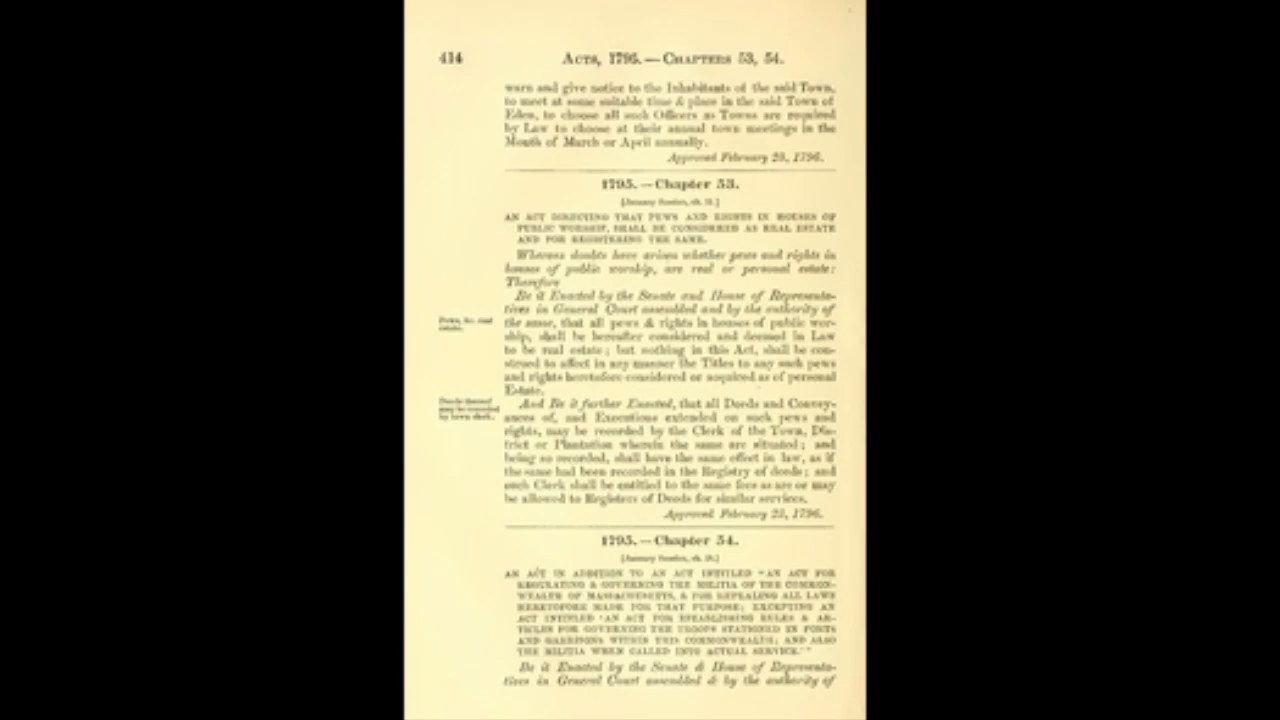 414
ACTS, 1795. — CHAPTERS 53, 54.
warn and give notice to the Inhabitants of the said Town,
to meet at some suitable time & place in the said Town of
Eden, to choose all such Officers as Towns are required
by Law to choose at their annual town meetings in the
Month of March or April annually.
Approved February 23, 1796.
1795. — Chapter 53.
[January Session, ch.
AN ACT DIRECTING THAT PEWS AND RIGHTS IN HOUSES OF
PUBLIC WORSHIP, SHALL BE CONSIDERED AS REAL ESTATE
AND FOR REGISTERING THE SAME.
Whereas doubts have arisen whether pews and rights in
houses of public worship, are real or personal estate:
Therefore
Be it Enacted by the Senate and House of Representa-
tives in General Court assembled and by the authority of
Pews, &c. real
estate.
the same, that all pews & rights in houses of public wor-
ship, shall be hereafter considered and deemed in Law
to be real estate; but nothing in this Act, shall be con-
strued to affect in any manner the Titles to any such pews
and rights heretofore considered or acquired as of personal
Estate.
Deeds thereof
may be recorded
by town clerk.
And Be it further Enacted, that all Deeds and Convey-
ances of, and Executions extended on such pews and
rights, may be recorded by the Clerk of the Town, Dis-
trict or Plantation wherein the same are situated; and
being so recorded, shall have the same effect in law, as if
the same had been recorded in the Registry of deeds; and
such Clerk shall be entitled to the same fees as are or may
be allowed to Registers of Deeds for similar services.
Approved February 23, 1796.
1795. — Chapter 54.
[January Session, ch.
AN ACT IN ADDITION TO AN ACT INTITLED "AN ACT FOR
REGULATING & GOVERNING THE MILITIA OF THE COMMON-
WEALTH OF MASSACHUSETTS, & FOR REPEALING ALL LAWS
HERETOFORE MADE FOR THAT PURPOSE; EXCEPTING AN
ACT INTITLED 'AN ACT FOR ESTABLISHING RULES & AR-
TICLES FOR GOVERNING THE TROOPS STATIONED IN FORTS
AND GARRISONS WITHIN THIS COMMONWEALTH; AND ALSO
THE MILITIA WHEN CALLED INTO ACTUAL SERVICE.'"
Be it Enacted by the Senate & House of Representa-
tives in General Court assembled & by the authority of